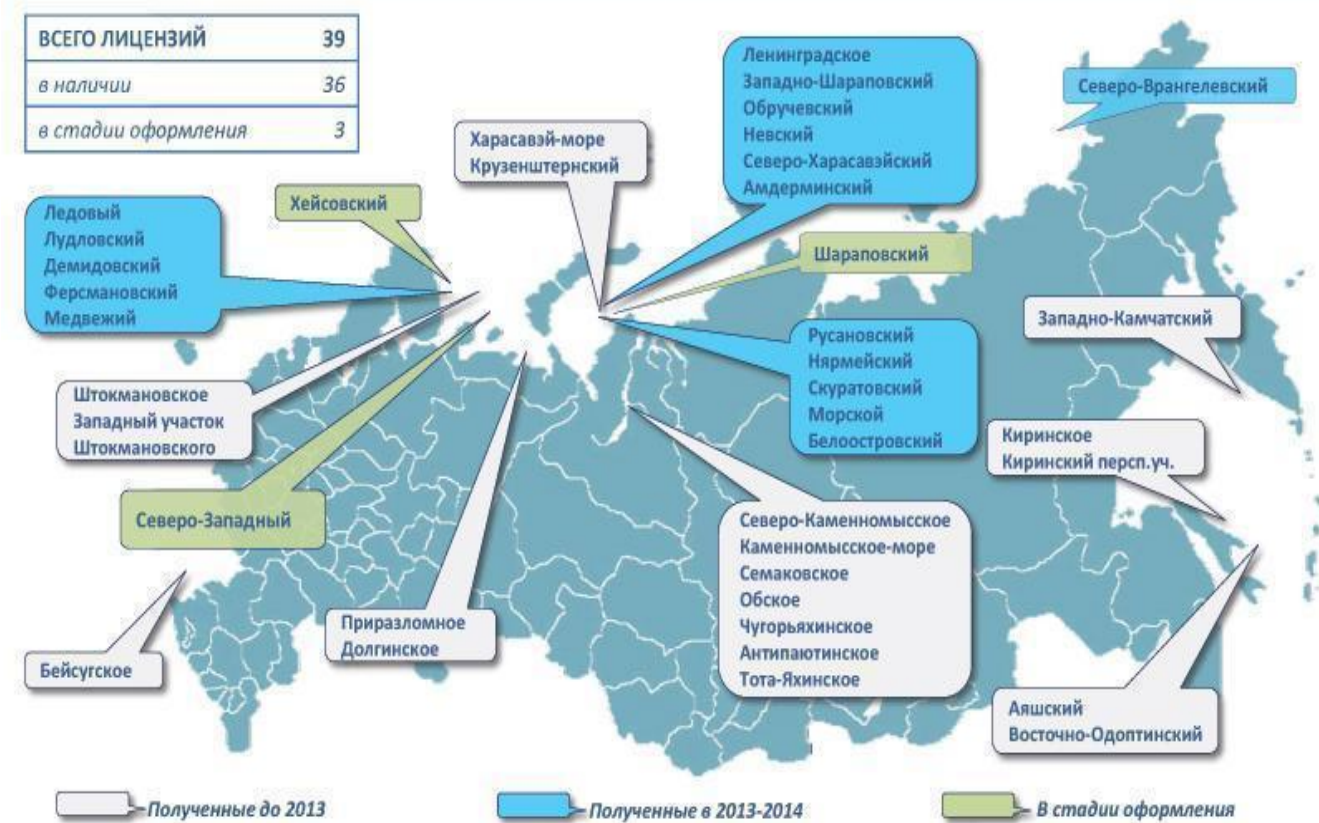 ВСЕГО ЛИЦЕНЗИЙ 39
в наличии 36
в стадии оформления 3
Харасавэй-море
Крузенштернский
Ленинградское
Западно-Шараповский
Обручевский
Невский
Северо-Харасавэйский
Амдерминский
Северо-Врангелевский
Хейсовский
Ледовый
Лудловский
Демидовский
Ферсмановский
Медвежий
Шараповский
Западно-Камчатский
Русановский
Нярмейский
Скуратовский
Морской
Белоостровский
Штокмановское
Западный участок
Штокмановского
Киринское
Киринский персп.уч.
Северо-Западный
Северо-Каменномысское
Каменномысское-море
Семаковское
Обское
Чугорьяхинское
Антипаютинское
Тота-Яхинское
Приразломное
Долгинское
Бейсугское
Аяшский
Восточно-Одоптинский
Полученные до 2013
Полученные в 2013-2014
В стадии оформления